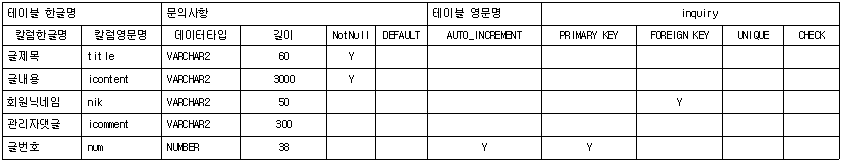 테이블 한글명 문의사항 테이블 영문명 inquiry
칼럼한글명 칼럼영문명 데이터타입 길이 NotNull DEFAULT AUTO_INCREMENT PRIMARY KEY FOREIGN KEY UNIQUE CHECK
글제목 title VARCHAR2 60 Y
글내용 icontent VARCHAR2 3000 Y
회원닉네임 nik VARCHAR2 50 Y
관리자댓글 icomment VARCHAR2 300
글번호 num NUMBER 38 Y Y